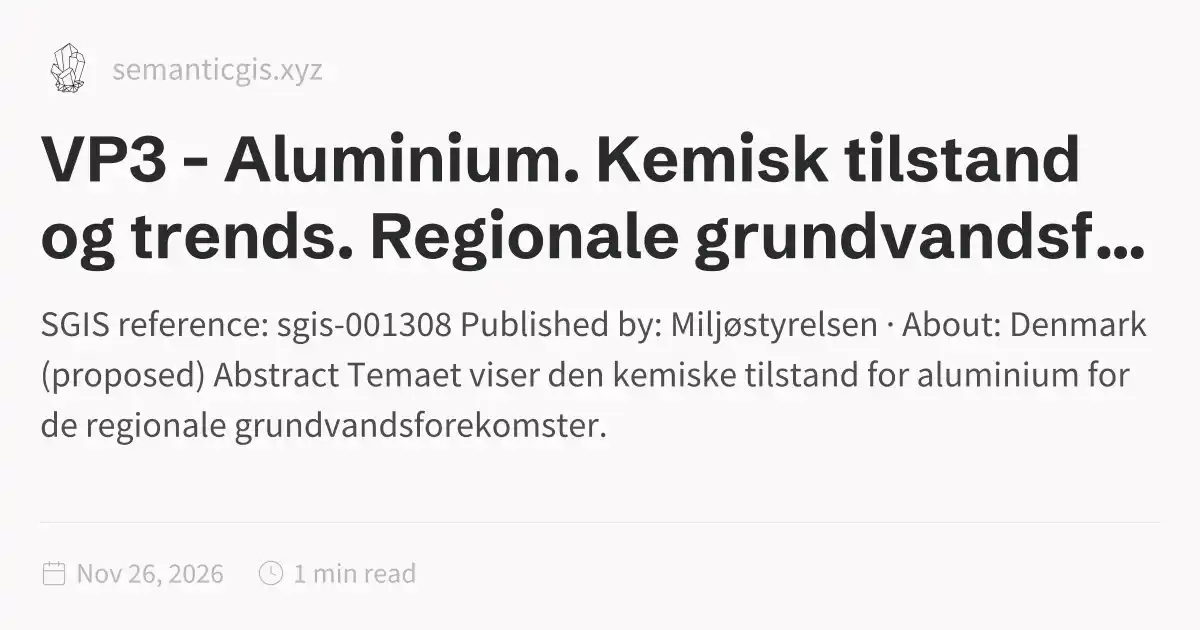 semanticgis.xyz
VP3 - Aluminium. Kemisk tilstand
og trends. Regionale grundvandsf...
SGIS reference: sgis-001308 Published by: Miljøstyrelsen · About: Denmark
(proposed) Abstract Temaet viser den kemiske tilstand for aluminium for
de regionale grundvandsforekomster.
Nov 26, 2026 1 min read